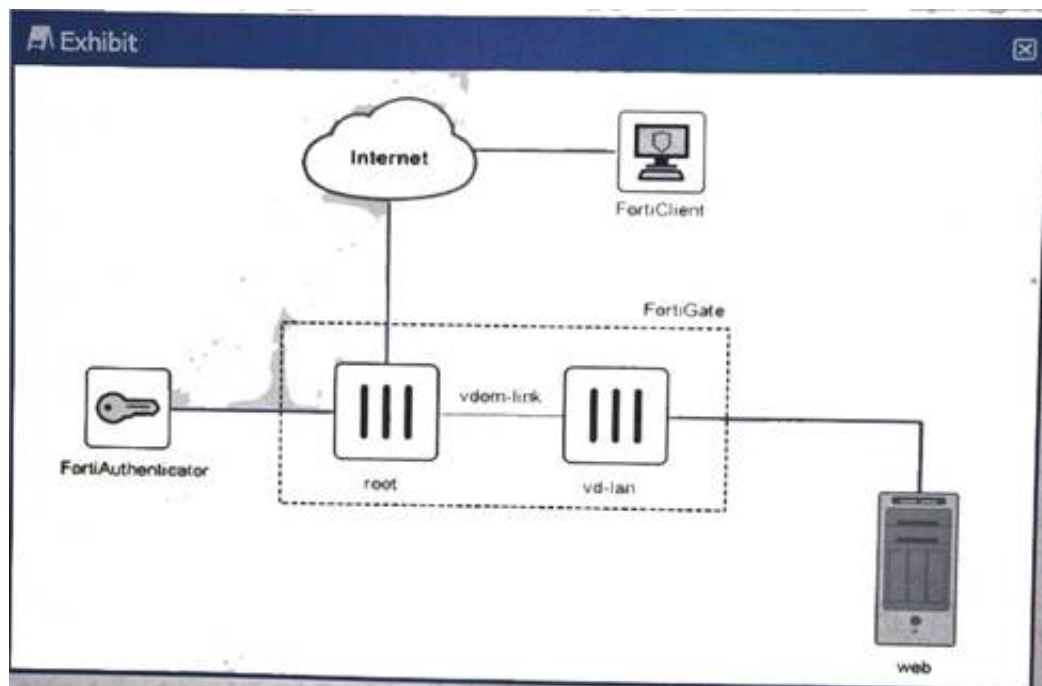 Exhibit
Internet
FortiClient
FortiGate
vdom-link
FortiAuthenticator
root
vd-lan
web